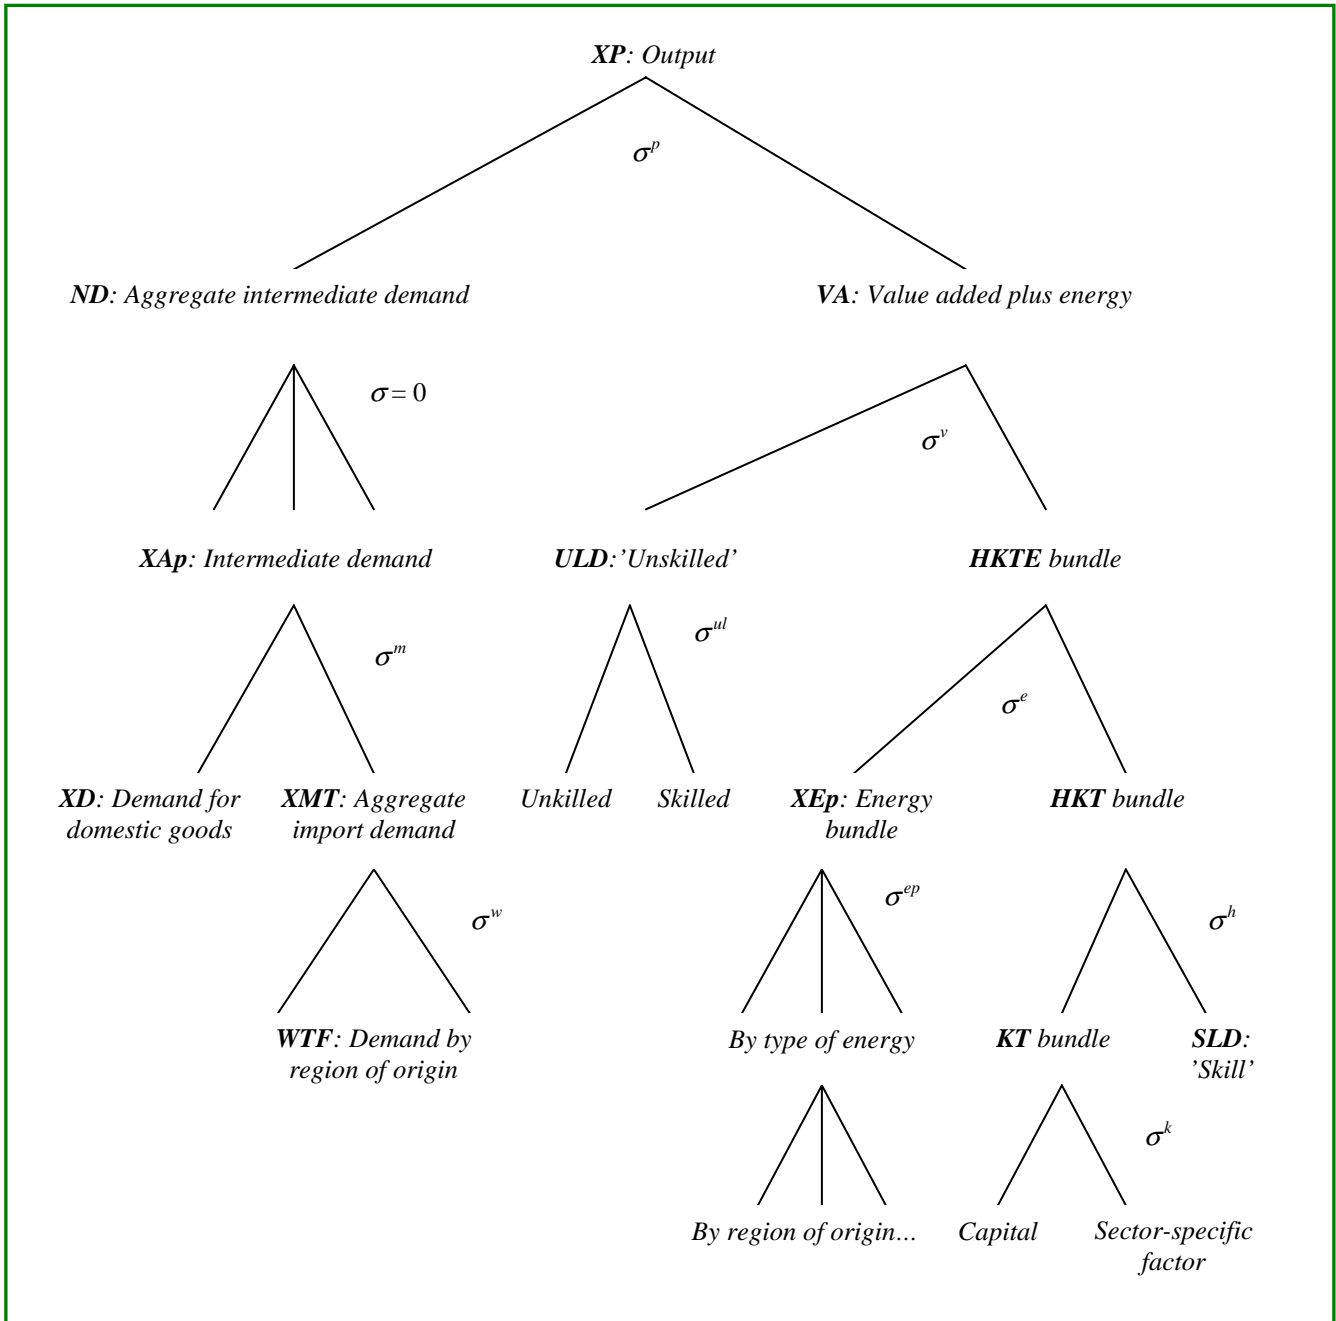 XP: Output
σ^p
ND: Aggregate intermediate demand
VA: Value added plus energy
σ = 0
σ^v
XAp: Intermediate demand
ULD:’Unskilled’
HKTE bundle
σ^m
σ^ul
σ^e
XD: Demand for
domestic goods
XMT: Aggregate
import demand
Unkilled
Skilled
XEp: Energy
bundle
HKT bundle
σ^w
σ^ep
σ^h
WTF: Demand by
region of origin
By type of energy
KT bundle
SLD:
’Skill’
σ^k
By region of origin…
Capital
Sector-specific
factor